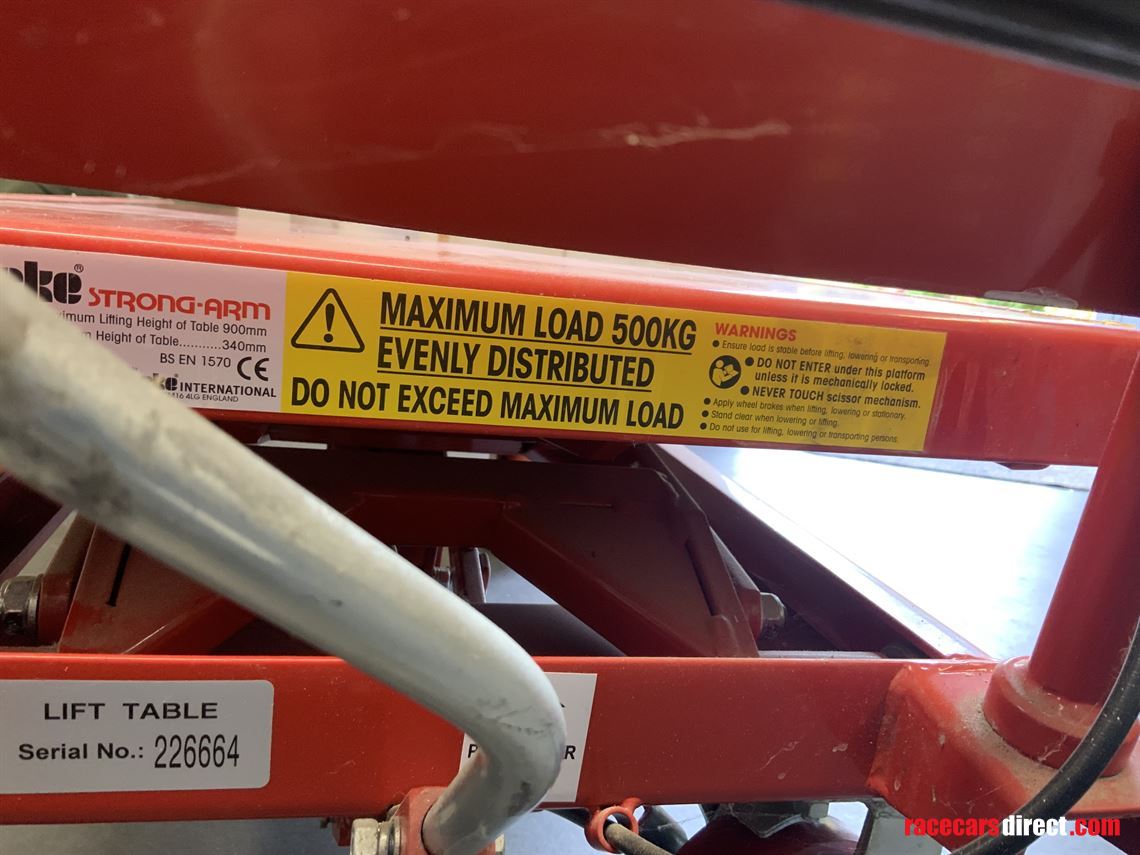 STRONG-ARM
Lifting Height of Table 900mm
Height of Table...........340mm
BS EN 1570 CE
INTERNATIONAL
4LG ENGLAND
MAXIMUM LOAD 500KG
EVENLY DISTRIBUTED
DO NOT EXCEED MAXIMUM LOAD
WARNINGS
● Ensure load is stable before lifting, lowering or transporting.
● DO NOT ENTER under this platform
unless it is mechanically locked.
● NEVER TOUCH scissor mechanism.
● Apply wheel brakes when lifting, lowering or stationary.
● Stand clear when lowering or lifting.
● Do not use for lifting, lowering or transporting persons.
LIFT TABLE
Serial No.: 226664
racecarsdirect.com